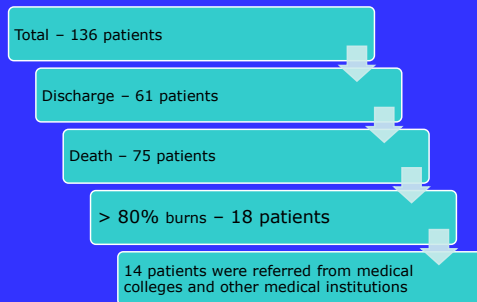 Total – 136 patients
Discharge – 61 patients
Death – 75 patients
> 80% burns – 18 patients
14 patients were referred from medical
colleges and other medical institutions